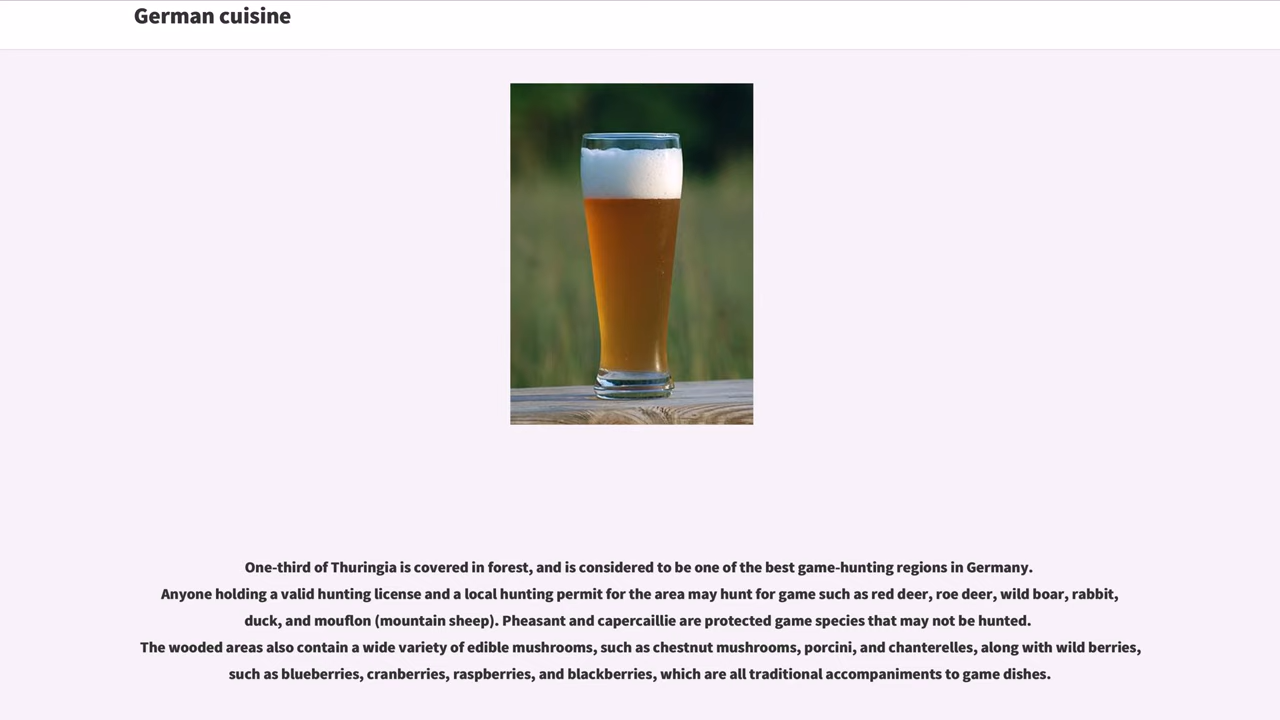 German cuisine
One-third of Thuringia is covered in forest, and is considered to be one of the best game-hunting regions in Germany.
Anyone holding a valid hunting license and a local hunting permit for the area may hunt for game such as red deer, roe deer, wild boar, rabbit,
duck, and mouflon (mountain sheep). Pheasant and capercaillie are protected game species that may not be hunted.
The wooded areas also contain a wide variety of edible mushrooms, such as chestnut mushrooms, porcini, and chanterelles, along with wild berries,
such as blueberries, cranberries, raspberries, and blackberries, which are all traditional accompaniments to game dishes.